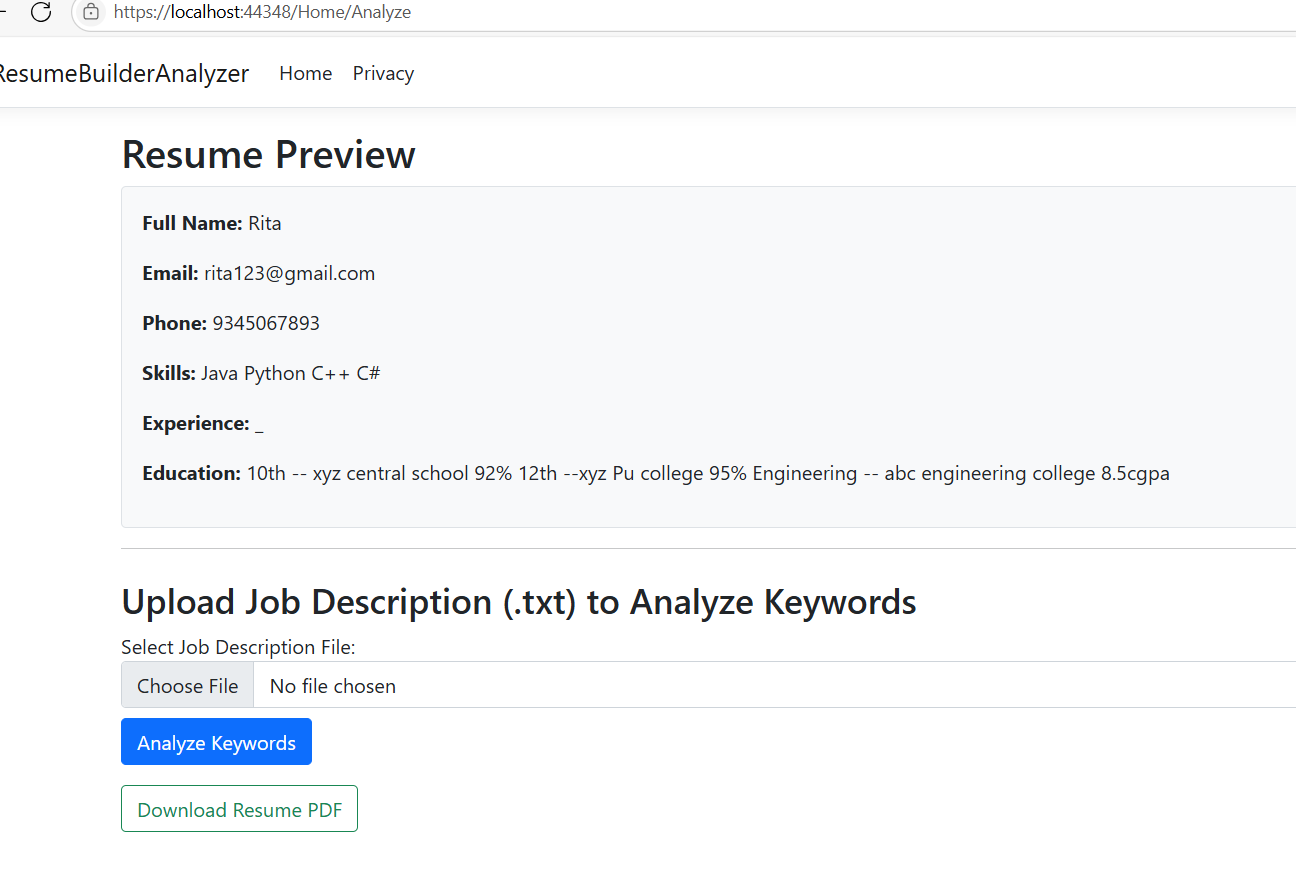 https://localhost:44348/Home/Analyze
ResumeBuilderAnalyzer Home Privacy
Resume Preview
Full Name: Rita
Email: rita123@gmail.com
Phone: 9345067893
Skills: Java Python C++ C#
Experience: _
Education: 10th -- xyz central school 92% 12th --xyz Pu college 95% Engineering -- abc engineering college 8.5cgpa
Upload Job Description (.txt) to Analyze Keywords
Select Job Description File:
Choose File No file chosen
Analyze Keywords
Download Resume PDF